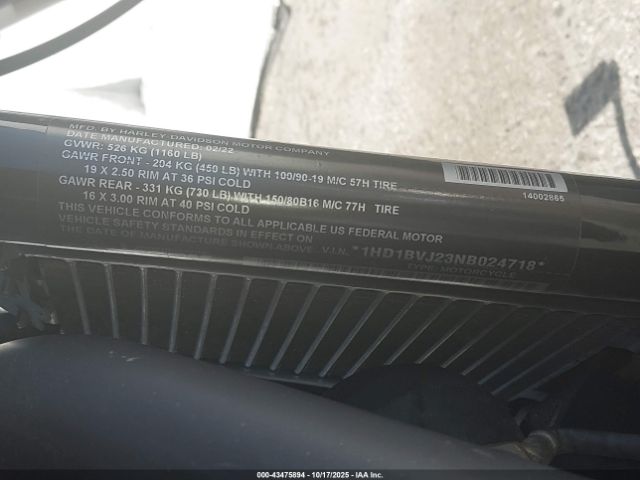 MFD. BY HARLEY-DAVIDSON MOTOR COMPANY
DATE MANUFACTURED: 02/22
GVWR: 526 KG (1160 LB)
GAWR FRONT - 204 KG (450 LB) WITH 100/90-19 M/C 57H TIRE
19 X 2.50 RIM AT 36 PSI COLD
GAWR REAR - 331 KG (730 LB) WITH 150/80B16 M/C 77H TIRE
16 X 3.00 RIM AT 40 PSI COLD
THIS VEHICLE CONFORMS TO ALL APPLICABLE US FEDERAL MOTOR
VEHICLE SAFETY STANDARDS IN EFFECT ON
THE DATE OF MANUFACTURE SHOWN ABOVE. V.I.N. *1HD1BVJ23NB024718*
TYPE: MOTORCYCLE
14002865
00-43475894 - 10/17/2025 - IAAI.com